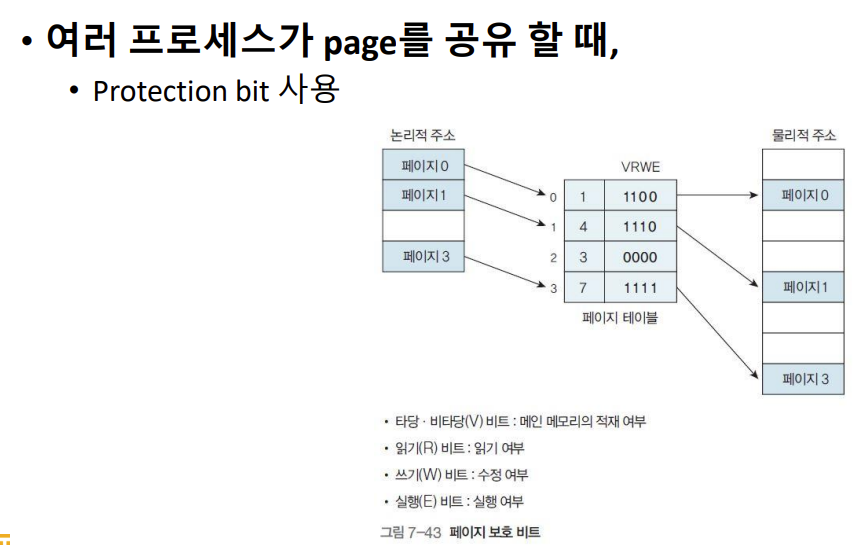 • 여러 프로세스가 page를 공유 할 때,
• Protection bit 사용
논리적 주소
물리적 주소
페이지 0
페이지1
페이지 3
VRWE
0 1 1100
1 4 1110
2 3 0000
3 7 1111
페이지 테이블
페이지 0
페이지1
페이지 3
• 타당 · 비타당(V) 비트 : 메인 메모리의 적재 여부
• 읽기(R) 비트 : 읽기 여부
• 쓰기(W) 비트 : 수정 여부
• 실행(E) 비트 : 실행 여부
그림 7-43 페이지 보호 비트